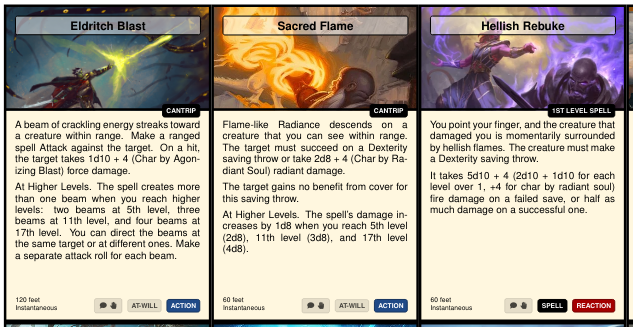 Eldritch Blast
CANTRIP
A beam of crackling energy streaks toward
a creature within range. Make a ranged
spell Attack against the target. On a hit,
the target takes 1d10 + 4 (Char by Agon-
izing Blast) force damage.
At Higher Levels. The spell creates more
than one beam when you reach higher
levels: two beams at 5th level, three
beams at 11th level, and four beams at
17th level. You can direct the beams at
the same target or at different ones. Make
a separate attack roll for each beam.
120 feet
Instantaneous
AT-WILL
ACTION
Sacred Flame
CANTRIP
Flame-like Radiance descends on a
creature that you can see within range.
The target must succeed on a Dexterity
saving throw or take 2d8 + 4 (Char by Ra-
diant Soul) radiant damage.
The target gains no benefit from cover for
this saving throw.
At Higher Levels. The spell's damage in-
creases by 1d8 when you reach 5th level
(2d8), 11th level (3d8), and 17th level
(4d8).
60 feet
Instantaneous
AT-WILL
ACTION
Hellish Rebuke
1ST LEVEL SPELL
You point your finger, and the creature that
damaged you is momentarily surrounded
by hellish flames. The creature must make
a Dexterity saving throw.
It takes 5d10 + 4 (2d10 + 1d10 for each
level over 1, +4 for char by radiant soul)
fire damage on a failed save, or half as
much damage on a successful one.
60 feet
Instantaneous
SPELL
REACTION